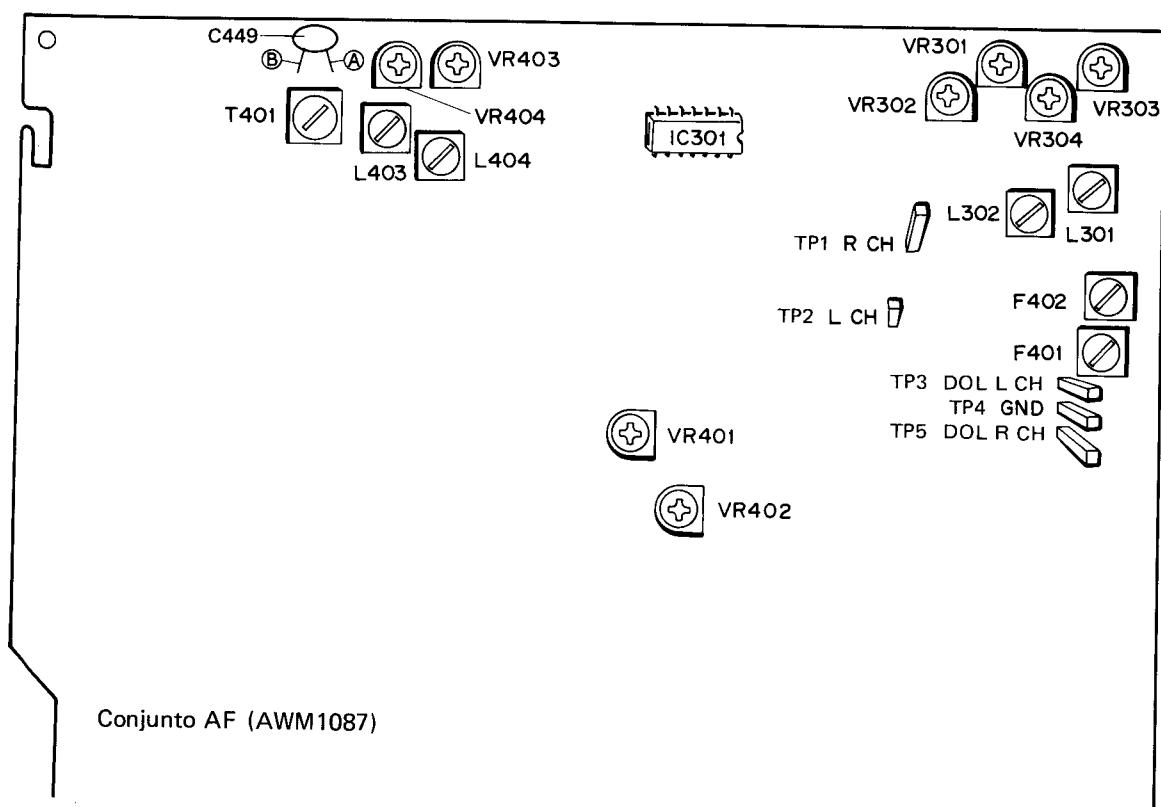 C449
B
A
VR403
VR404
T401
L403
L404
IC301
VR301
VR302
VR303
VR304
L302
L301
TP1 R CH
TP2 L CH
F402
F401
TP3 DOL L CH
TP4 GND
TP5 DOL R CH
VR401
VR402
Conjunto AF (AWM1087)